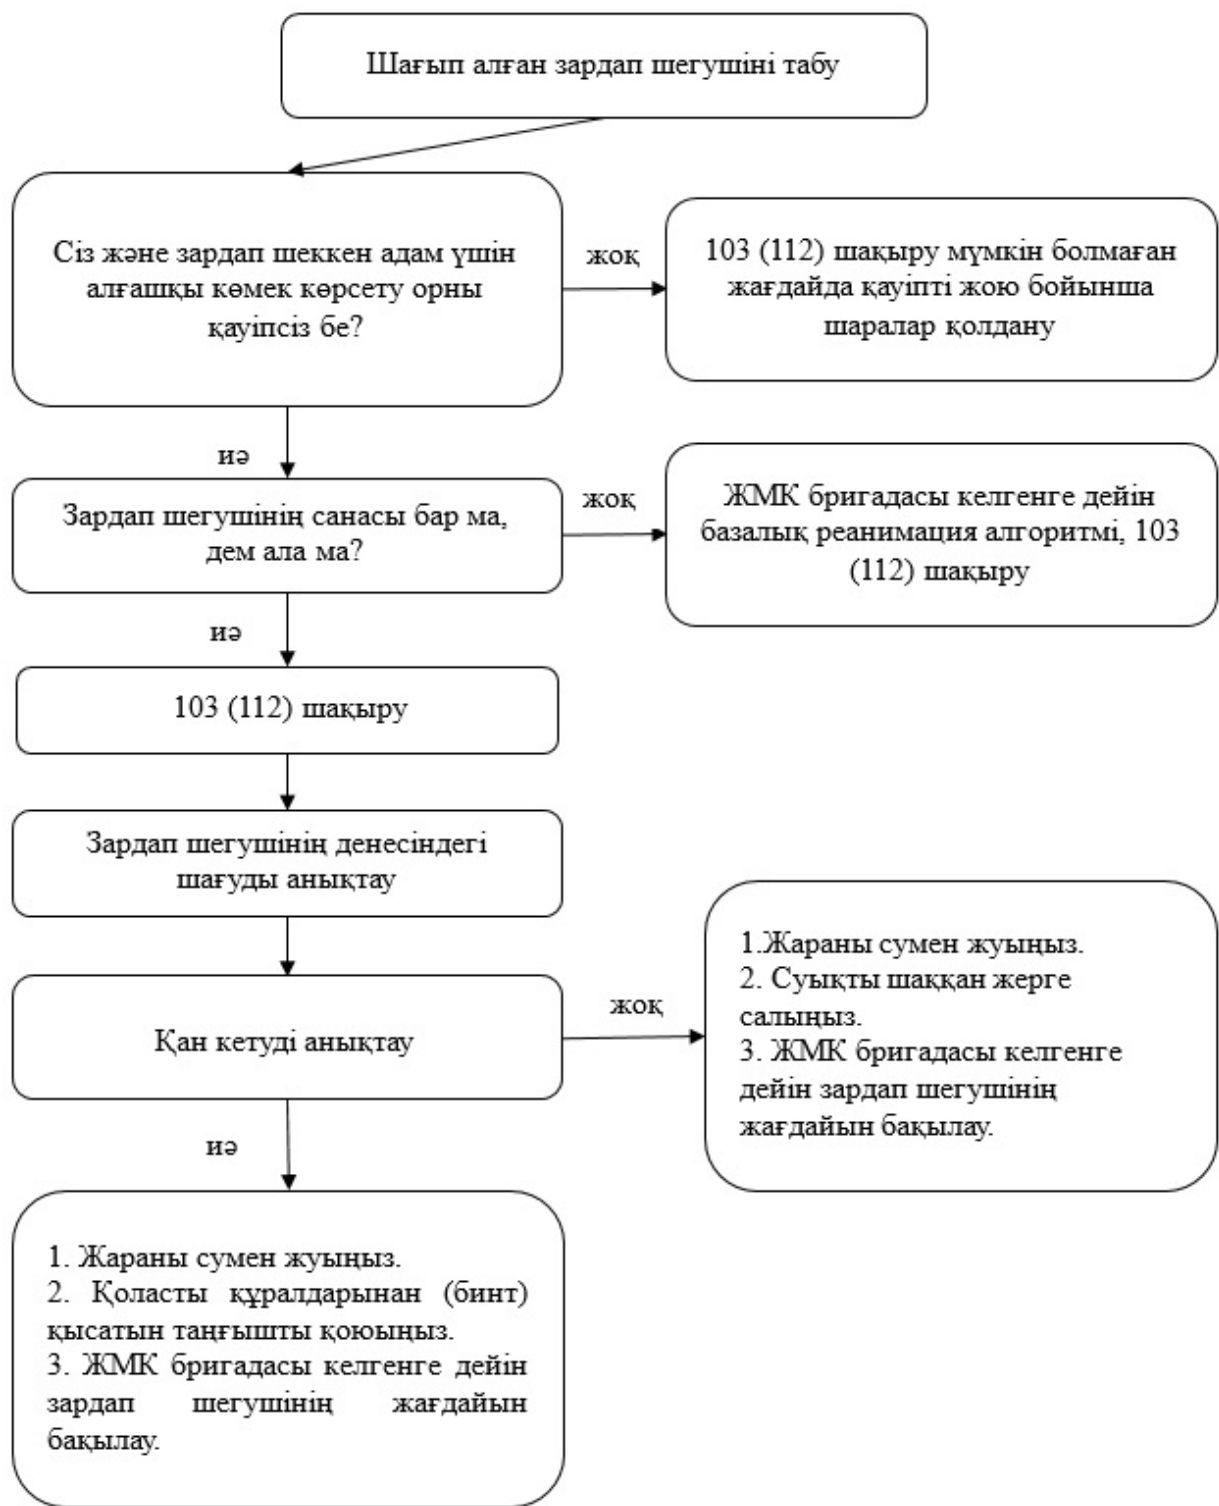 Шағып алған зардап шегушіні табу
Сіз және зардап шеккен адам үшін
алғашқы көмек көрсету орны
қауіпсіз бе?
жоқ
103 (112) шақыру мүмкін болмаған
жағдайда қауіпті жою бойынша
шаралар қолдану
иә
Зардап шегушінің санасы бар ма,
дем ала ма?
жоқ
ЖМК бригадасы келгенге дейін
базалық реанимация алгоритмі, 103
(112) шақыру
иә
103 (112) шақыру
Зардап шегушінің денесіндегі
шағуды анықтау
Қан кетуді анықтау
жоқ
1.Жараны сумен жуыңыз.
2. Суықты шаққан жерге
салыңыз.
3. ЖМК бригадасы келгенге
дейін зардап шегушінің
жағдайын бақылау.
иә
1. Жараны сумен жуыңыз.
2. Қоласты құралдарынан (бинт)
қысатын таңғышты қоюыңыз.
3. ЖМК бригадасы келгенге дейін
зардап шегушінің жағдайын
бақылау.